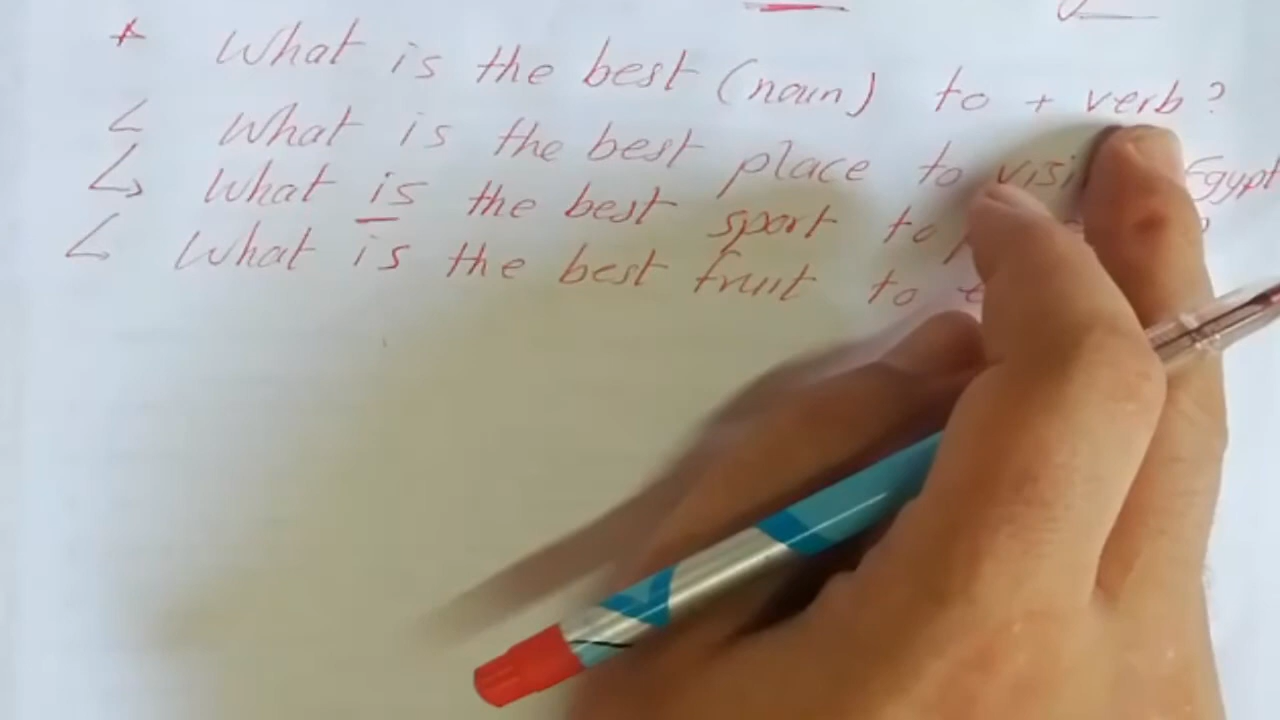 * What is the best (noun) to + verb?
What is the best place to Egypt
What is the best sport to
What is the best fruit to